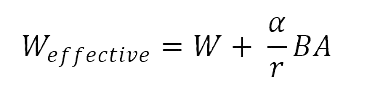 W_effective = W + α/r BA